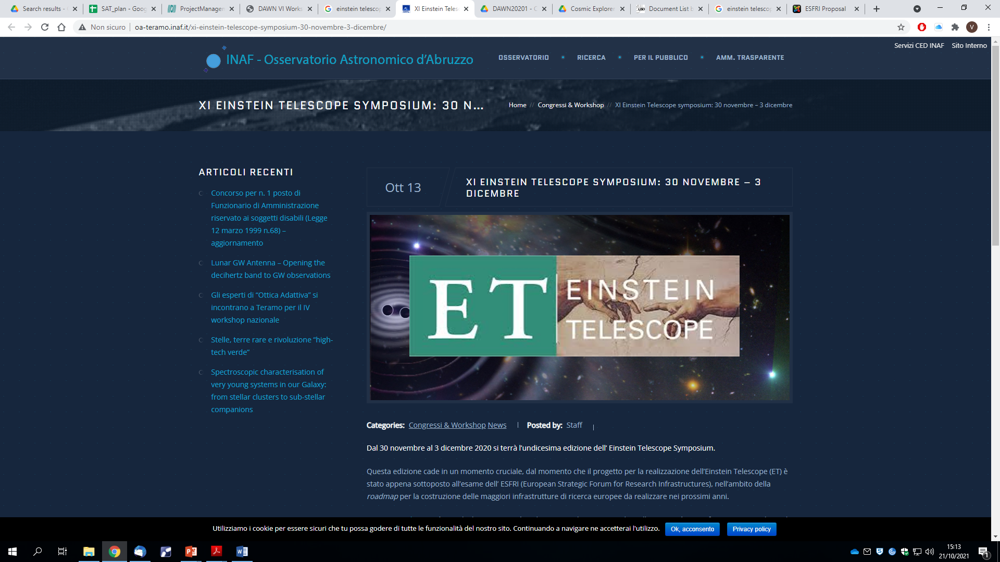 Search results -
SAT_plan - Goog
ProjectManagen
DAWN VI Works
einstein telescop
XI Einstein Teles
DAWN20201 - C
Cosmic Explorer
Document List b
einstein telescop
ESFRI Proposal
Non sicuro
oa-teramo.inaf.it/xi-einstein-telescope-symposium-30-novembre-3-dicembre/
V
Servizi CED INAF Sito Interno
INAF - Osservatorio Astronomico d'Abruzzo
OSSERVATORIO RICERCA PER IL PUBBLICO AMM. TRASPARENTE
XI EINSTEIN TELESCOPE SYMPOSIUM: 30 N...
Home // Congressi & Workshop // XI Einstein Telescope symposium: 30 novembre – 3 dicembre
ARTICOLI RECENTI
Concorso per n. 1 posto di
Funzionario di Amministrazione
riservato ai soggetti disabili (Legge
12 marzo 1999 n.68) –
aggiornamento
Lunar GW Antenna – Opening the
decihertz band to GW observations
Gli esperti di “Ottica Adattiva” si
incontrano a Teramo per il IV
workshop nazionale
Stelle, terre rare e rivoluzione “high-
tech verde”
Spectroscopic characterisation of
very young systems in our Galaxy:
from stellar clusters to sub-stellar
companions
Ott 13
XI EINSTEIN TELESCOPE SYMPOSIUM: 30 NOVEMBRE – 3
DICEMBRE
ET
EINSTEIN
TELESCOPE
Categories: Congressi & Workshop News | Posted by: Staff |
Dal 30 novembre al 3 dicembre 2020 si terrà l’undicesima edizione dell’ Einstein Telescope Symposium.
Questa edizione cade in un momento cruciale, dal momento che il progetto per la realizzazione dell’Einstein Telescope (ET) è
stato appena sottoposto all’esame dell’ ESFRI (European Strategic Forum for Research Infrastructures), nell’ambito della
roadmap per la costruzione delle maggiori infrastrutture di ricerca europee da realizzare nei prossimi anni.
Utilizziamo i cookie per essere sicuri che tu possa godere di tutte le funzionalità del nostro sito. Continuando a navigare ne accetterai l'utilizzo.
Ok, acconsento
Privacy policy
15:13
21/10/2021
1